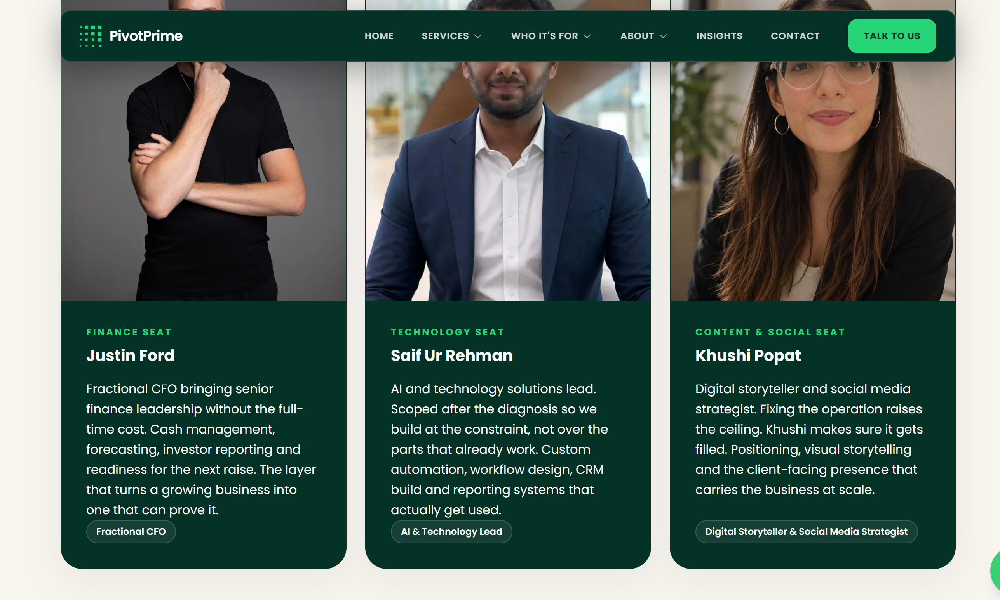 PivotPrime
HOME
SERVICES
WHO IT'S FOR
ABOUT
INSIGHTS
CONTACT
TALK TO US
FINANCE SEAT
Justin Ford
Fractional CFO bringing senior
finance leadership without the full-
time cost. Cash management,
forecasting, investor reporting and
readiness for the next raise. The layer
that turns a growing business into
one that can prove it.
Fractional CFO
TECHNOLOGY SEAT
Saif Ur Rehman
AI and technology solutions lead.
Scoped after the diagnosis so we
build at the constraint, not over the
parts that already work. Custom
automation, workflow design, CRM
build and reporting systems that
actually get used.
AI & Technology Lead
CONTENT & SOCIAL SEAT
Khushi Popat
Digital storyteller and social media
strategist. Fixing the operation raises
the ceiling. Khushi makes sure it gets
filled. Positioning, visual storytelling
and the client-facing presence that
carries the business at scale.
Digital Storyteller & Social Media Strategist